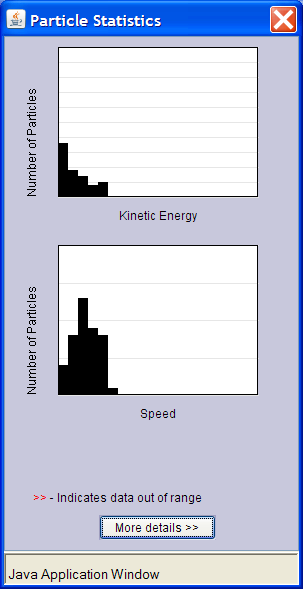 Particle Statistics
Number of Particles
Kinetic Energy
Number of Particles
Speed
>> - Indicates data out of range
More details >>
Java Application Window